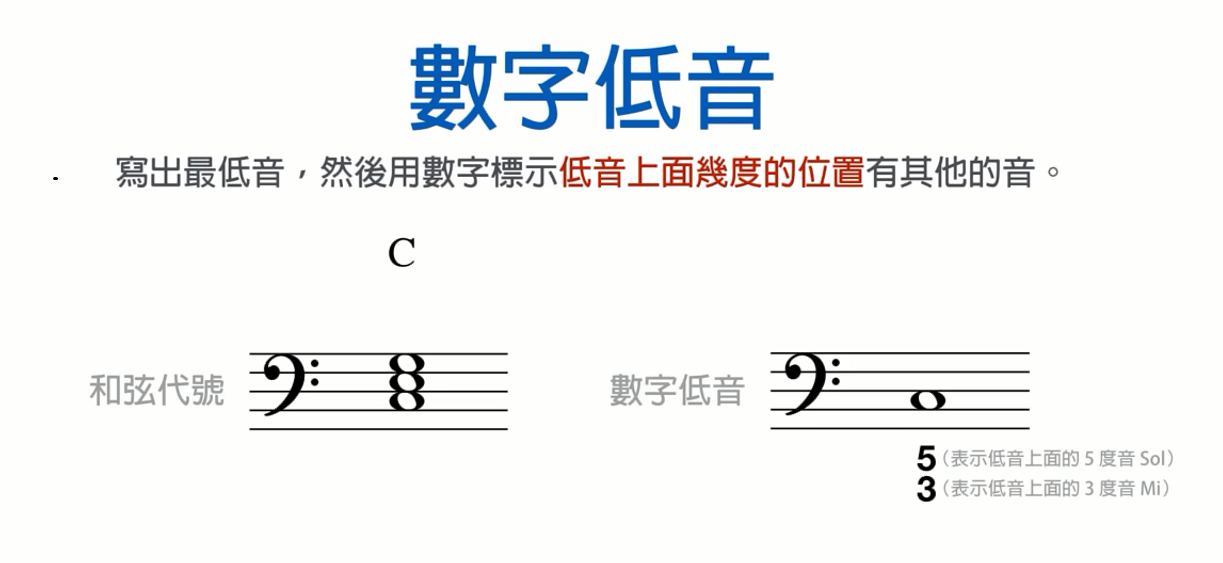 數字低音
寫出最低音，然後用數字標示低音上面幾度的位置有其他的音。
C
和弦代號
數字低音
5（表示低音上面的 5 度音 Sol）
3（表示低音上面的 3 度音 Mi）